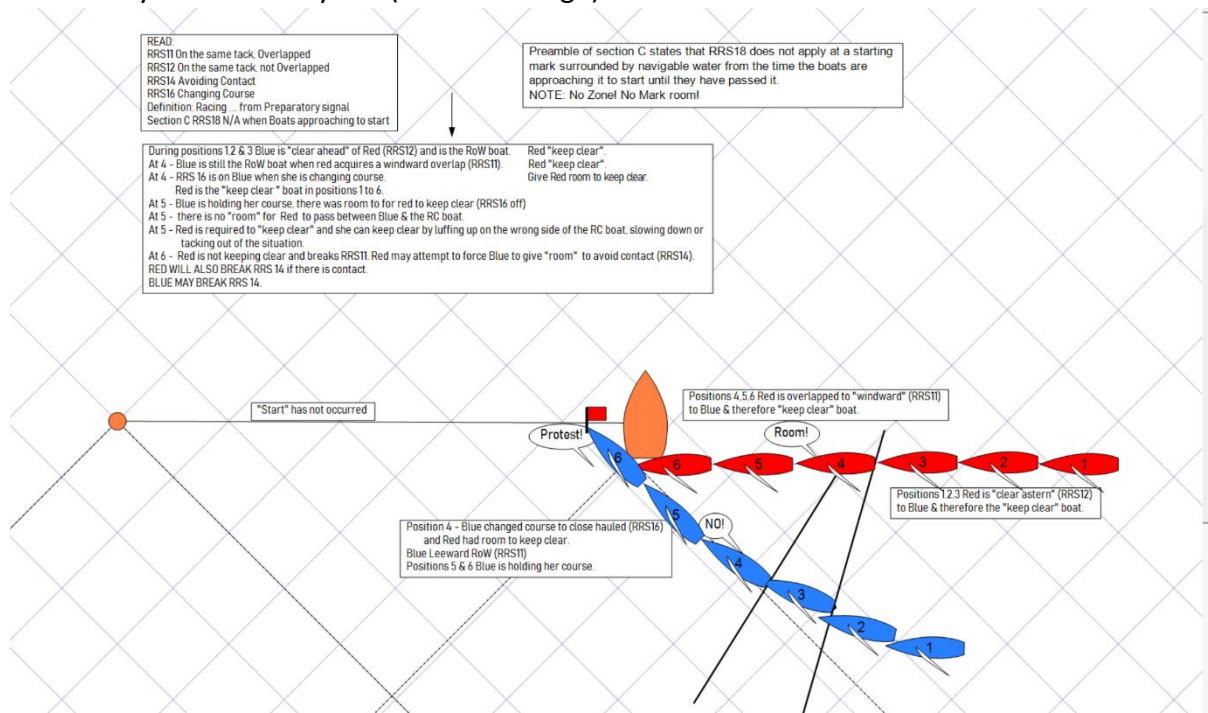 READ:
RRS11 On the same tack, Overlapped
RRS12 On the same tack, not Overlapped
RRS14 Avoiding Contact
RRS16 Changing Course
Definition: Racing .... from Preparatory signal
Section C RRS18 N/A when Boats approaching to start
Preamble of section C states that RRS18 does not apply at a starting
mark surrounded by navigable water from the time the boats are
approaching it to start until they have passed it.
NOTE: No Zone! No Mark room!
During positions 1,2 & 3 Blue is "clear ahead" of Red (RRS12) and is the RoW boat. Red "keep clear".
At 4 - Blue is still the RoW boat when red acquires a windward overlap (RRS11). Red "keep clear".
At 4 - RRS 16 is on Blue when she is changing course. Give Red room to keep clear.
Red is the "keep clear" boat in positions 1 to 6.
At 5 - Blue is holding her course, there was room to for red to keep clear (RRS16 off)
At 5 - there is no "room" for Red to pass between Blue & the RC boat.
At 5 - Red is required to "keep clear" and she can keep clear by luffing up on the wrong side of the RC boat, slowing down or
tacking out of the situation.
At 6 - Red is not keeping clear and breaks RRS11. Red may attempt to force Blue to give "room" to avoid contact (RRS14).
RED WILL ALSO BREAK RRS 14 if there is contact.
BLUE MAY BREAK RRS 14.
Positions 4,5,6 Red is overlapped to "windward" (RRS11)
to Blue & therefore "keep clear" boat.
"Start" has not occurred
Protest!
Room!
6
5
4
3
2
1
Positions 1,2,3 Red is "clear astern" (RRS12)
to Blue & therefore the "keep clear" boat.
Position 4 - Blue changed course to close hauled (RRS16)
and Red had room to keep clear.
Blue Leeward RoW (RRS11)
Positions 5 & 6 Blue is holding her course.
NO!
6
5
4
3
2
1